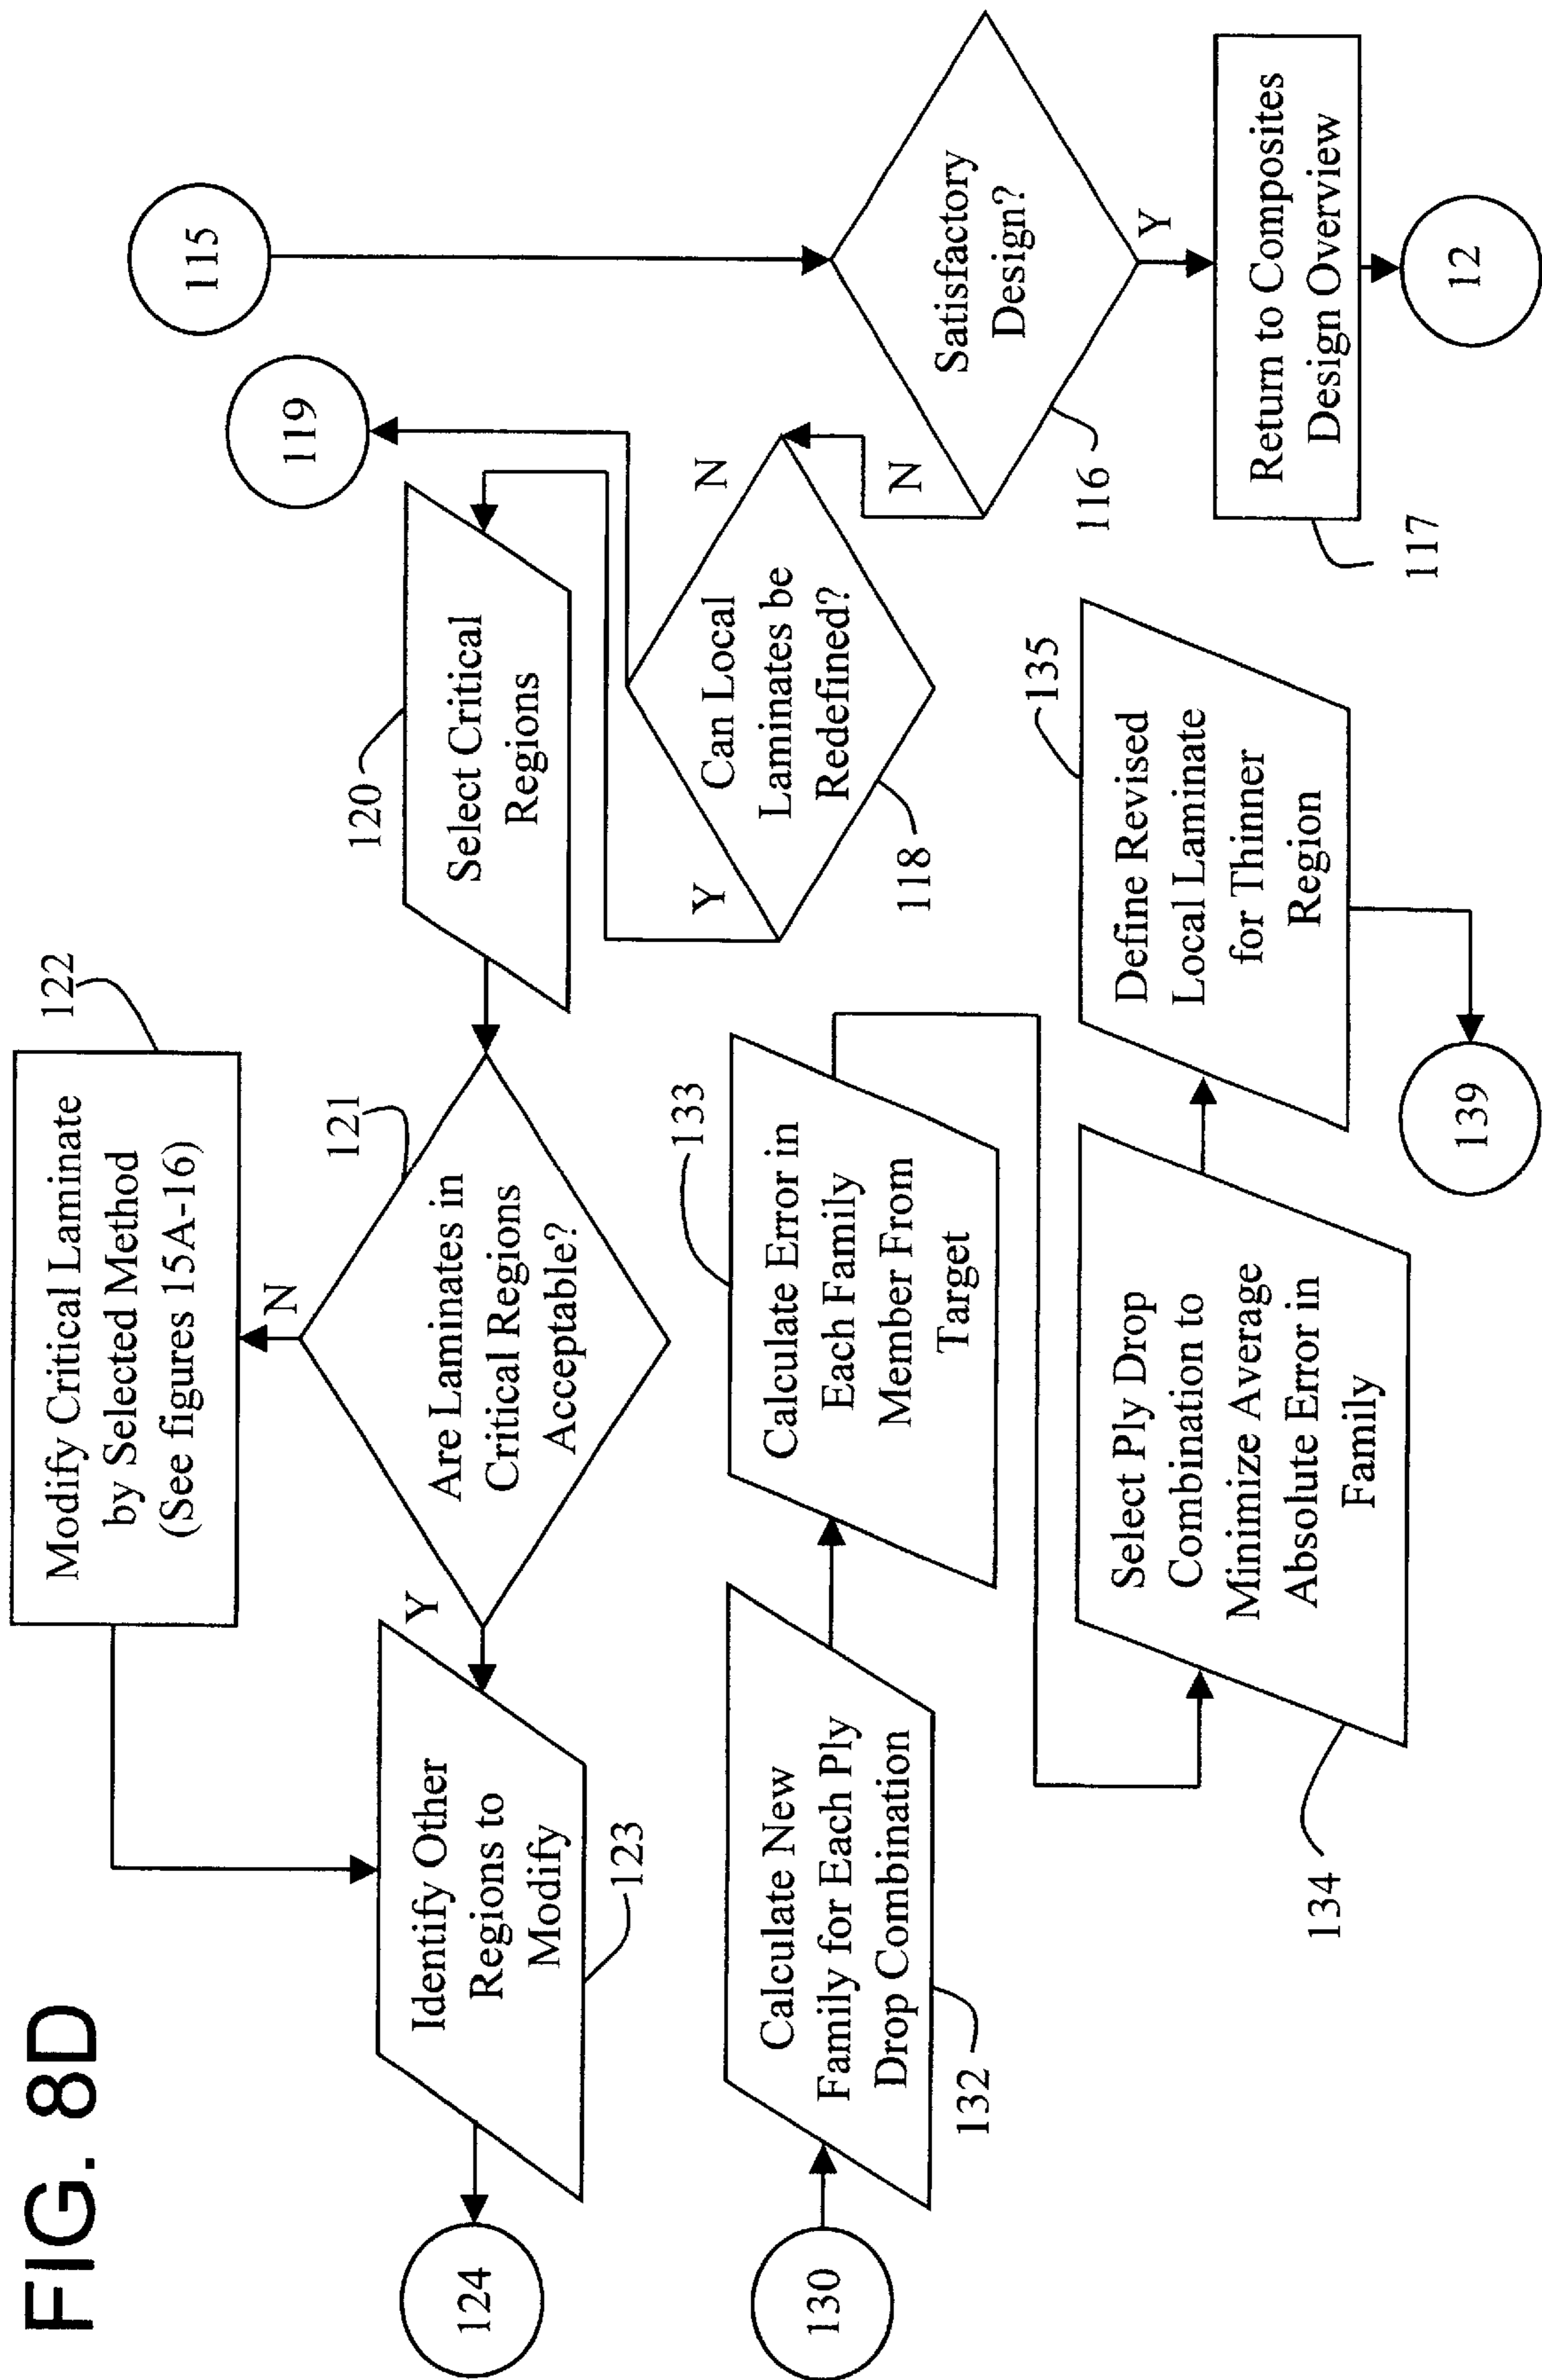 FIG. 8D
Modify Critical Laminate
by Selected Method
(See figures 15A-16)
122
115
119
124
Identify Other
Regions to
Modify
123
Y
N
Are Laminates in
Critical Regions
Acceptable?
121
120
Select Critical
Regions
Y
N
Can Local
Laminates be
Redefined?
118
N
Satisfactory
Design?
116
Y
Return to Composites
Design Overview
117
12
130
Calculate New
Family for Each Ply
Drop Combination
132
Calculate Error in
Each Family
Member From
Target
133
Select Ply Drop
Combination to
Minimize Average
Absolute Error in
Family
134
Define Revised
Local Laminate
for Thinner
Region
135
139